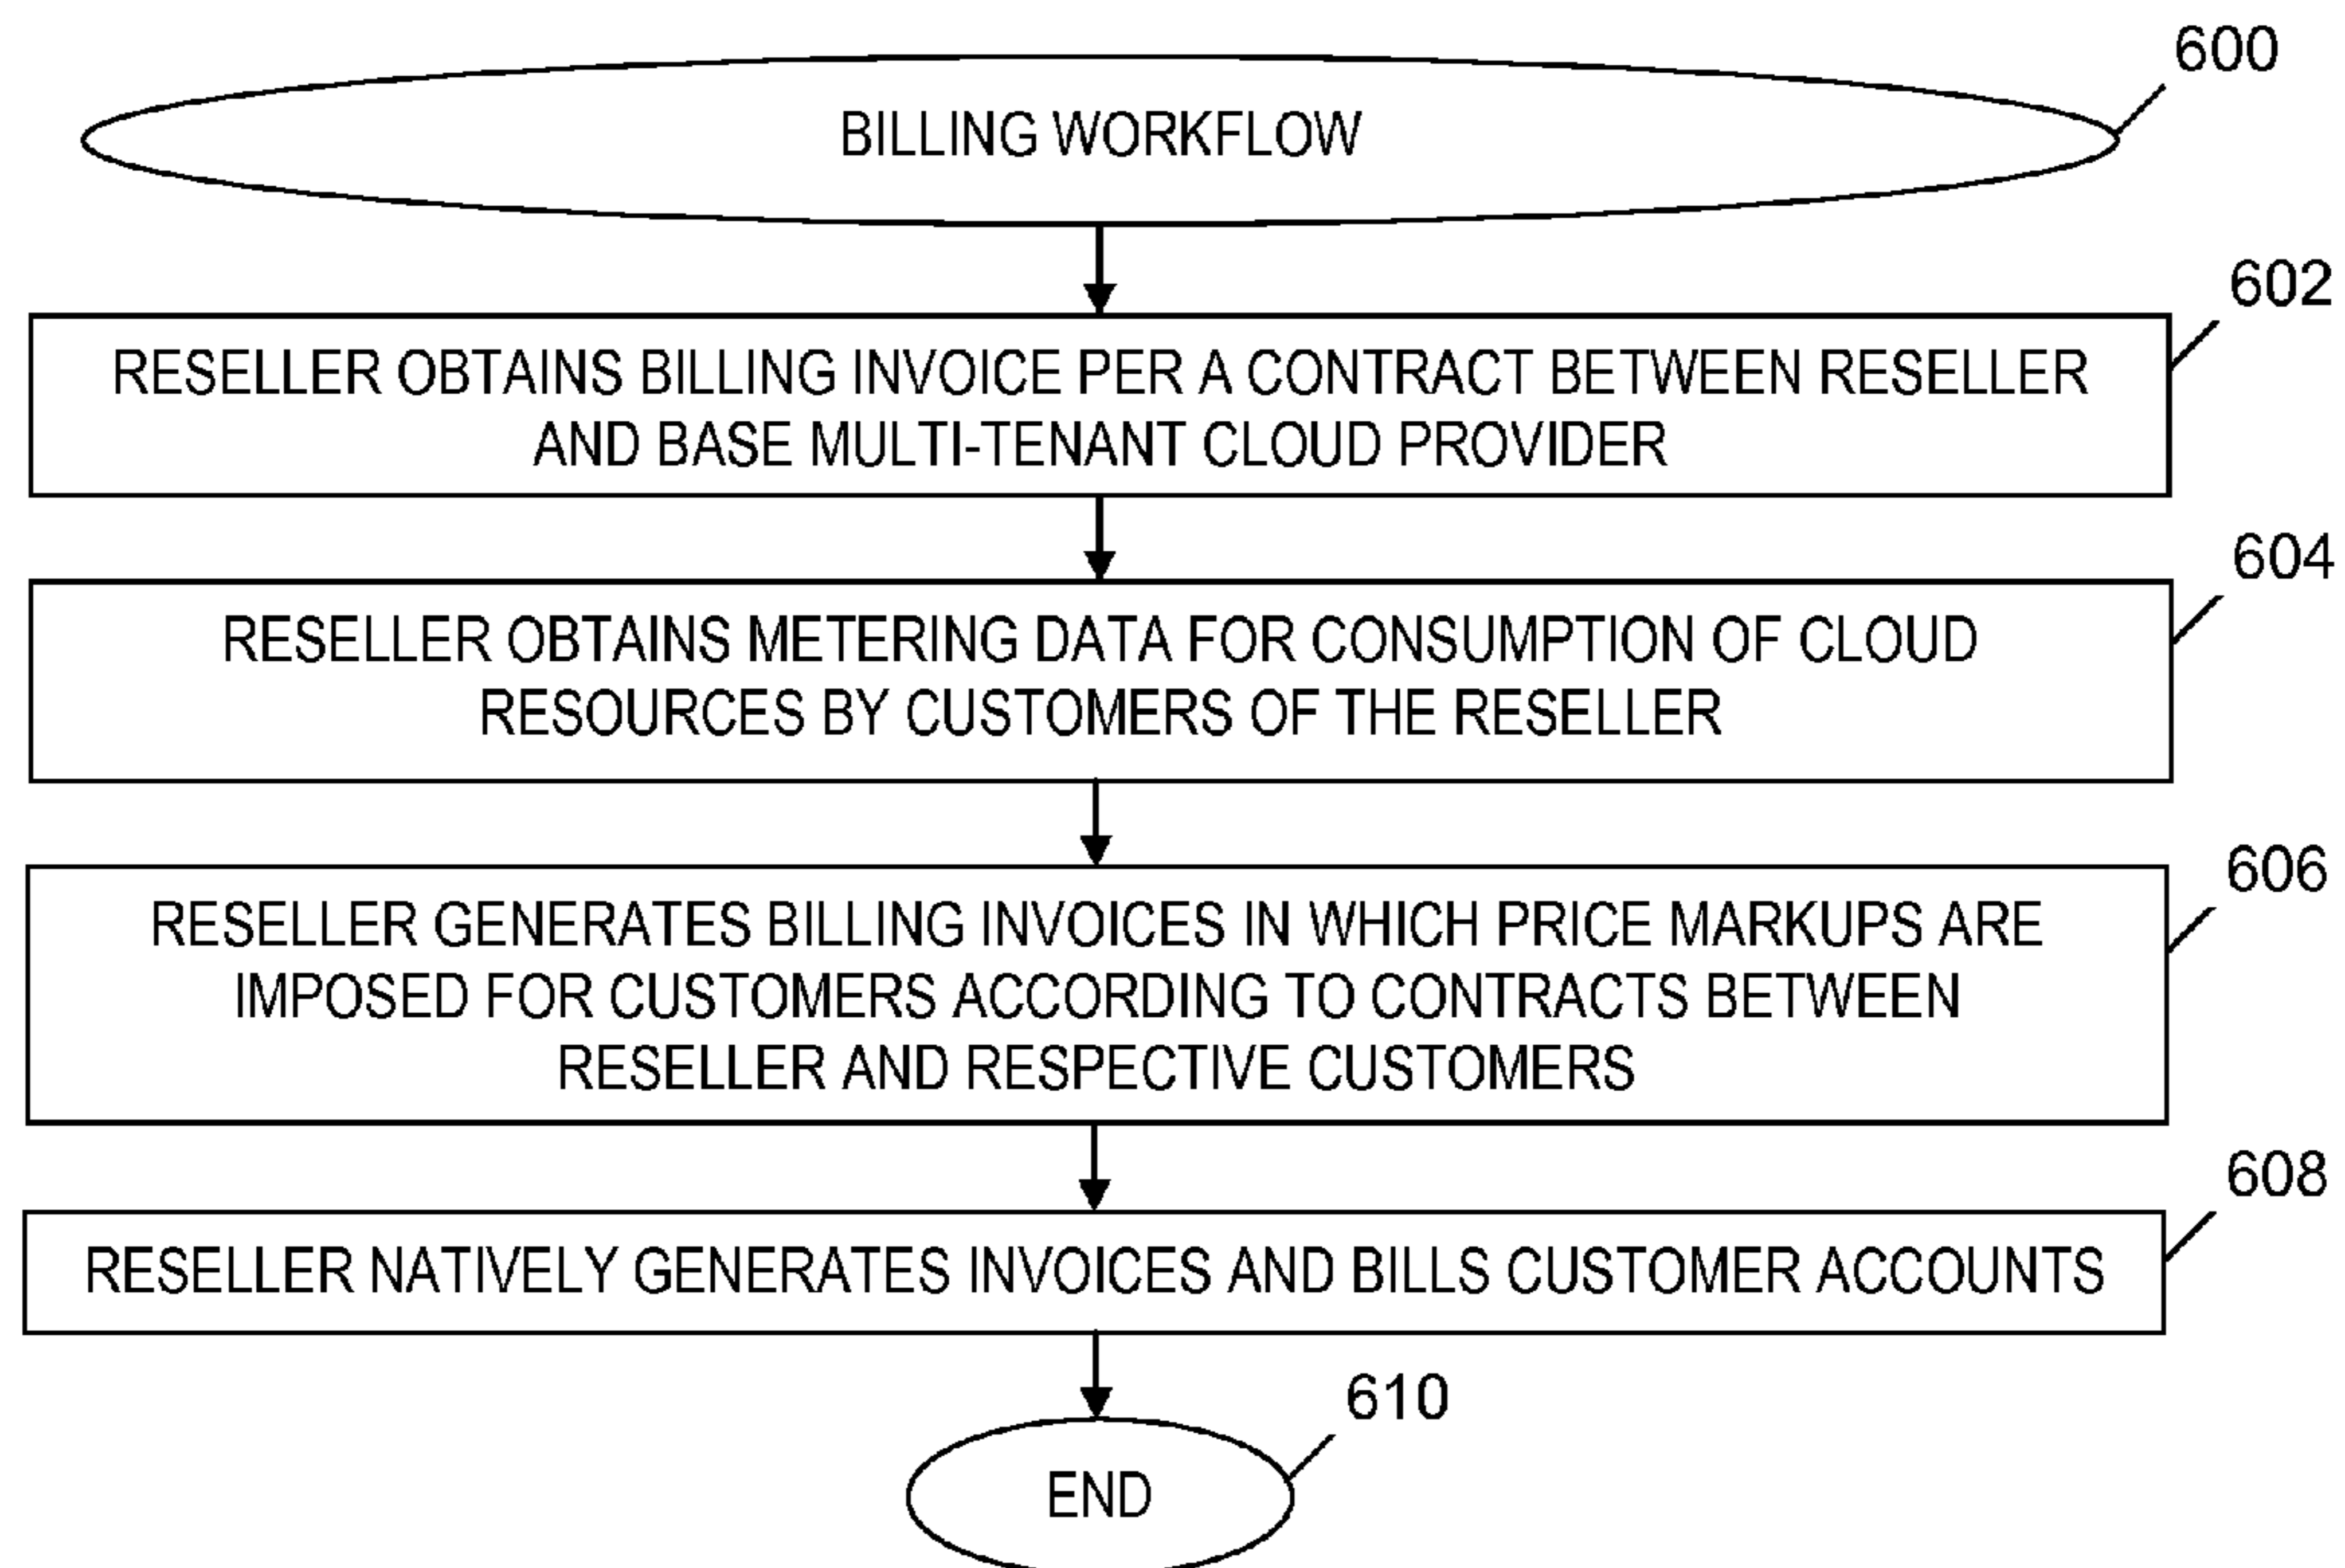 600
BILLING WORKFLOW
602
RESELLER OBTAINS BILLING INVOICE PER A CONTRACT BETWEEN RESELLER
AND BASE MULTI-TENANT CLOUD PROVIDER
604
RESELLER OBTAINS METERING DATA FOR CONSUMPTION OF CLOUD
RESOURCES BY CUSTOMERS OF THE RESELLER
606
RESELLER GENERATES BILLING INVOICES IN WHICH PRICE MARKUPS ARE
IMPOSED FOR CUSTOMERS ACCORDING TO CONTRACTS BETWEEN
RESELLER AND RESPECTIVE CUSTOMERS
608
RESELLER NATIVELY GENERATES INVOICES AND BILLS CUSTOMER ACCOUNTS
610
END